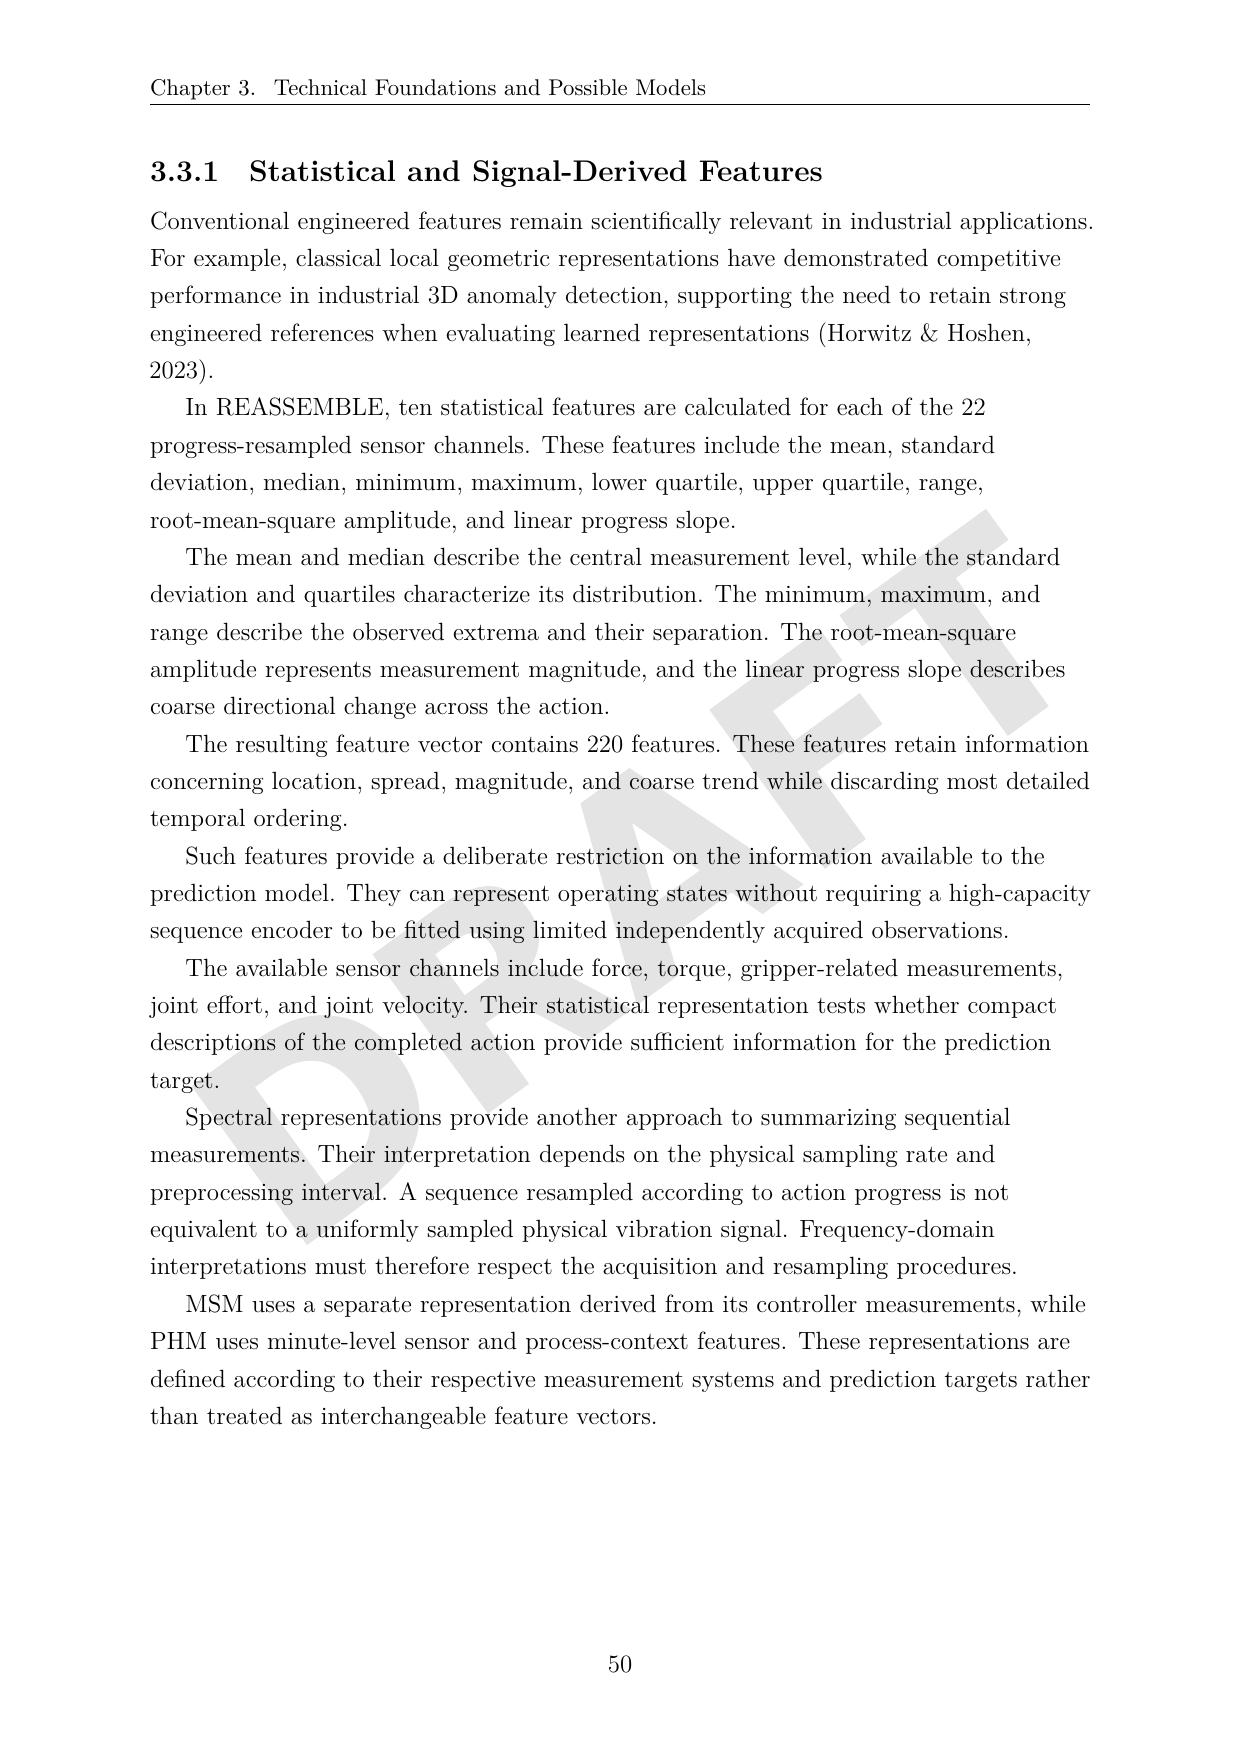 Chapter 3. Technical Foundations and Possible Models
3.3.1 Statistical and Signal-Derived Features
Conventional engineered features remain scientifically relevant in industrial applications.
For example, classical local geometric representations have demonstrated competitive
performance in industrial 3D anomaly detection, supporting the need to retain strong
engineered references when evaluating learned representations (Horwitz & Hoshen,
2023).
In REASSEMBLE, ten statistical features are calculated for each of the 22
progress-resampled sensor channels. These features include the mean, standard
deviation, median, minimum, maximum, lower quartile, upper quartile, range,
root-mean-square amplitude, and linear progress slope.
The mean and median describe the central measurement level, while the standard
deviation and quartiles characterize its distribution. The minimum, maximum, and
range describe the observed extrema and their separation. The root-mean-square
amplitude represents measurement magnitude, and the linear progress slope describes
coarse directional change across the action.
The resulting feature vector contains 220 features. These features retain information
concerning location, spread, magnitude, and coarse trend while discarding most detailed
temporal ordering.
Such features provide a deliberate restriction on the information available to the
prediction model. They can represent operating states without requiring a high-capacity
sequence encoder to be fitted using limited independently acquired observations.
The available sensor channels include force, torque, gripper-related measurements,
joint effort, and joint velocity. Their statistical representation tests whether compact
descriptions of the completed action provide sufficient information for the prediction
target.
Spectral representations provide another approach to summarizing sequential
measurements. Their interpretation depends on the physical sampling rate and
preprocessing interval. A sequence resampled according to action progress is not
equivalent to a uniformly sampled physical vibration signal. Frequency-domain
interpretations must therefore respect the acquisition and resampling procedures.
MSM uses a separate representation derived from its controller measurements, while
PHM uses minute-level sensor and process-context features. These representations are
defined according to their respective measurement systems and prediction targets rather
than treated as interchangeable feature vectors.
50
DRAFT